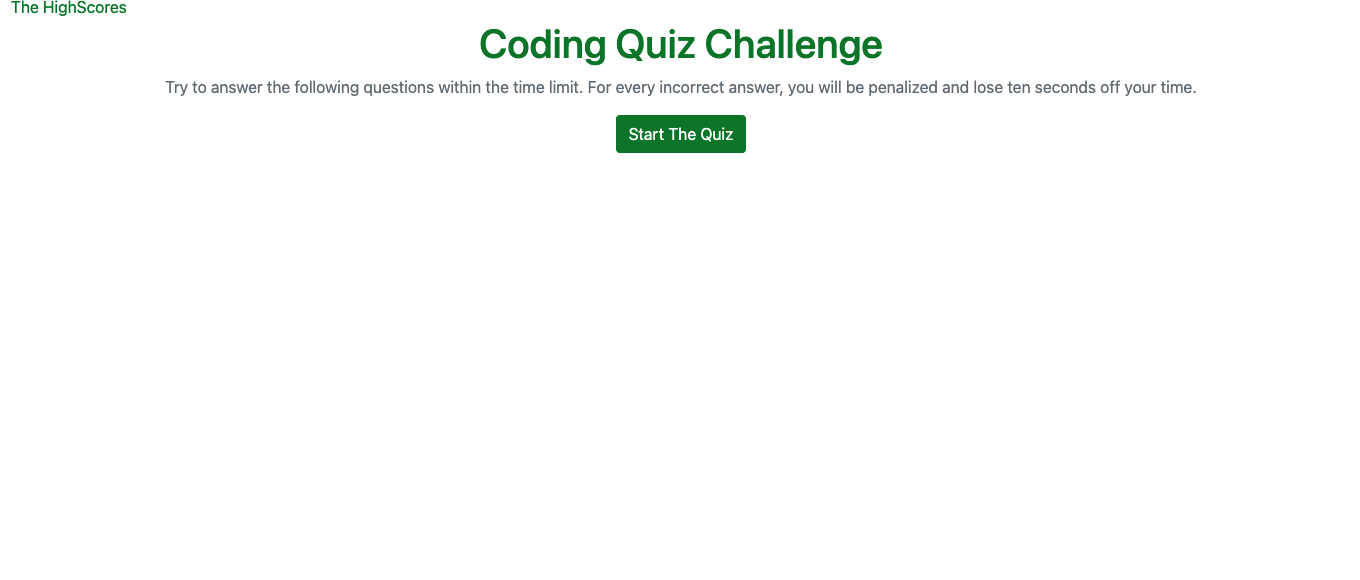 The HighScores
Coding Quiz Challenge
Try to answer the following questions within the time limit. For every incorrect answer, you will be penalized and lose ten seconds off your time.
Start The Quiz